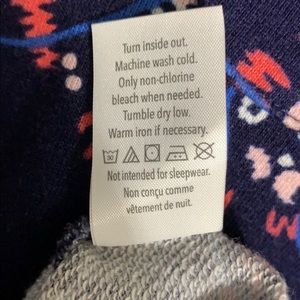 Turn inside out.
Machine wash cold.
Only non-chlorine
bleach when needed.
Tumble dry low.
Warm iron if necessary.
30
Not intended for sleepwear.
Non conçu comme
vêtement de nuit.